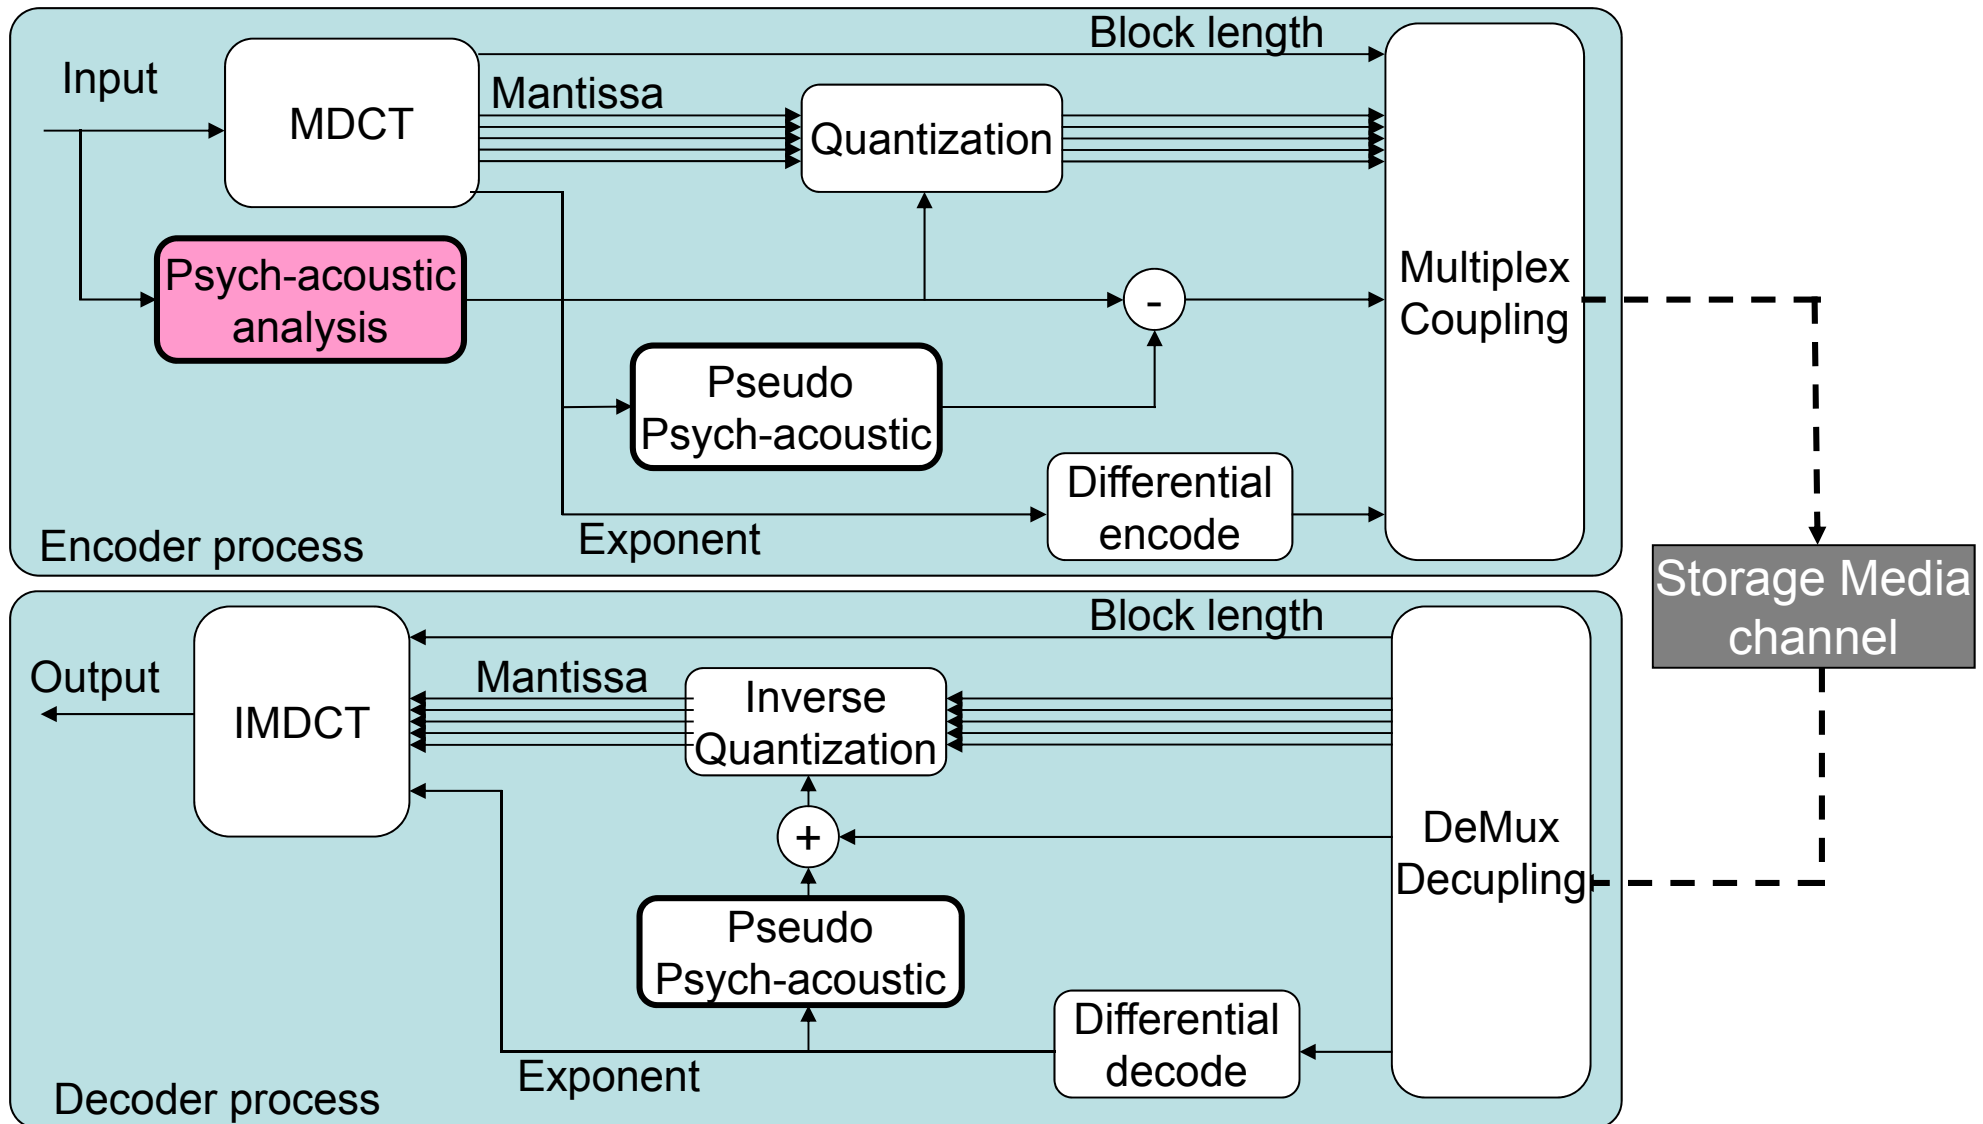 Block length
Input
Mantissa
MDCT
Quantization
Psych-acoustic
analysis
-
Multiplex
Coupling
Pseudo
Psych-acoustic
Differential
encode
Exponent
Encoder process
Storage Media
channel
Block length
Output
Mantissa
IMDCT
Inverse
Quantization
+
DeMux
Decupling
Pseudo
Psych-acoustic
Differential
decode
Exponent
Decoder process